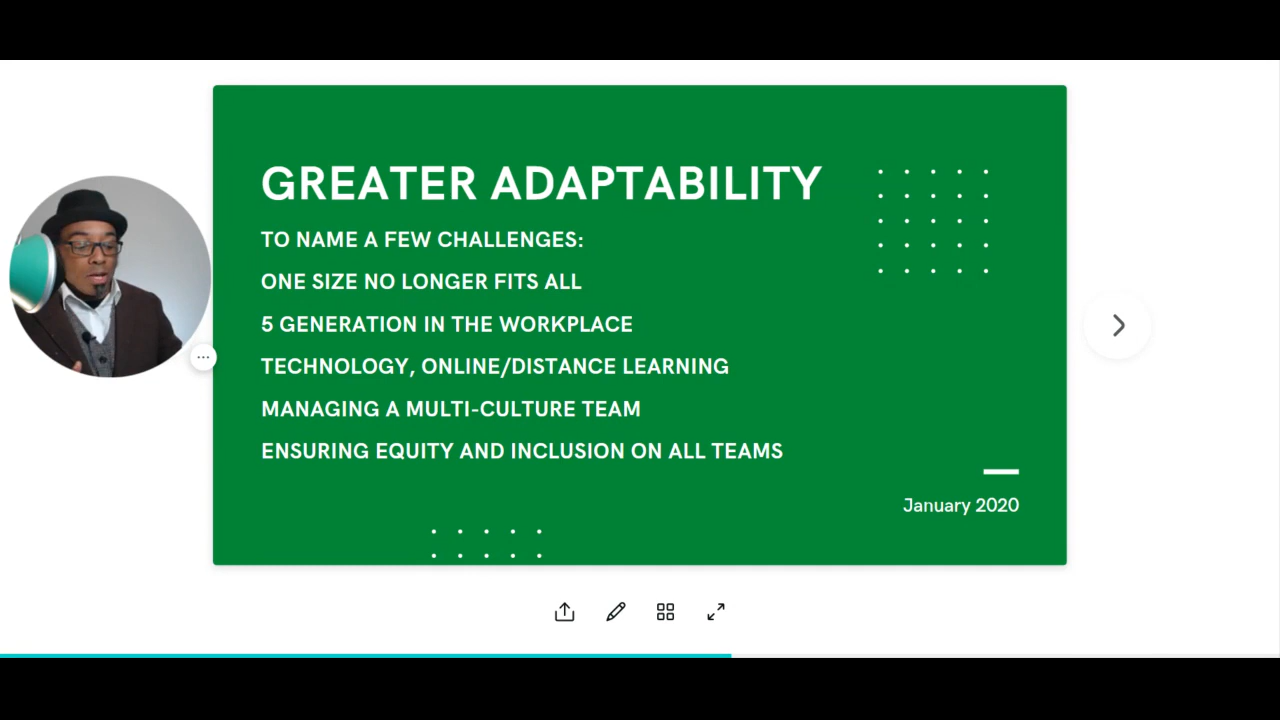 GREATER ADAPTABILITY
TO NAME A FEW CHALLENGES:
ONE SIZE NO LONGER FITS ALL
5 GENERATION IN THE WORKPLACE
TECHNOLOGY, ONLINE/DISTANCE LEARNING
MANAGING A MULTI-CULTURE TEAM
ENSURING EQUITY AND INCLUSION ON ALL TEAMS
January 2020